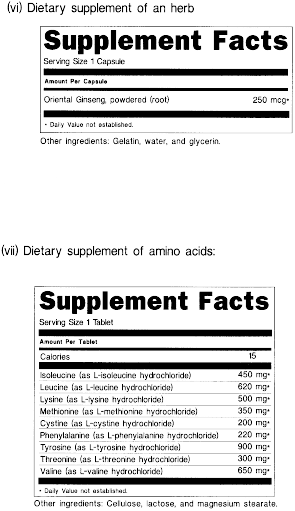 (vi) Dietary supplement of an herb
Supplement Facts
Serving Size 1 Capsule
Amount Per Capsule
Oriental Ginseng, powdered (root) 250 mcg*
* Daily Value not established.
Other ingredients: Gelatin, water, and glycerin.
(vii) Dietary supplement of amino acids:
Supplement Facts
Serving Size 1 Tablet
Amount Per Tablet
Calories 15
Isoleucine (as L-isoleucine hydrochloride) 450 mg*
Leucine (as L-leucine hydrochloride) 620 mg*
Lysine (as L-lysine hydrochloride) 500 mg*
Methionine (as L-methionine hydrochloride) 350 mg*
Cystine (as L-cystine hydrochloride) 200 mg*
Phenylalanine (as L-phenylalanine hydrochloride) 220 mg*
Tyrosine (as L-tyrosine hydrochloride) 900 mg*
Threonine (as L-threonine hydrochloride) 300 mg*
Valine (as L-valine hydrochloride) 650 mg*
* Daily Value not established.
Other ingredients: Cellulose, lactose, and magnesium stearate.